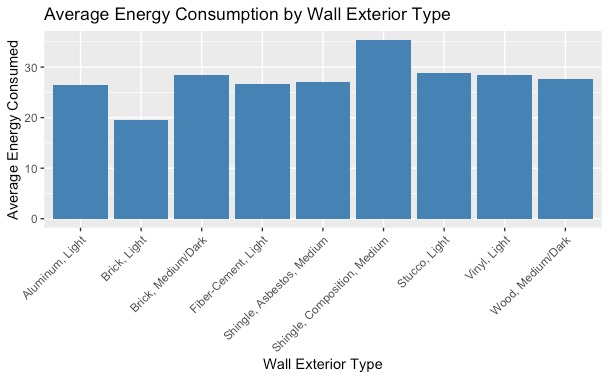 Average Energy Consumption by Wall Exterior Type
Average Energy Consumed
30
20
10
0
Aluminum, Light
Brick, Light
Brick, Medium/Dark
Fiber-Cement, Light
Shingle, Asbestos, Medium
Shingle, Composition, Medium
Stucco, Light
Vinyl, Light
Wood, Medium/Dark
Wall Exterior Type